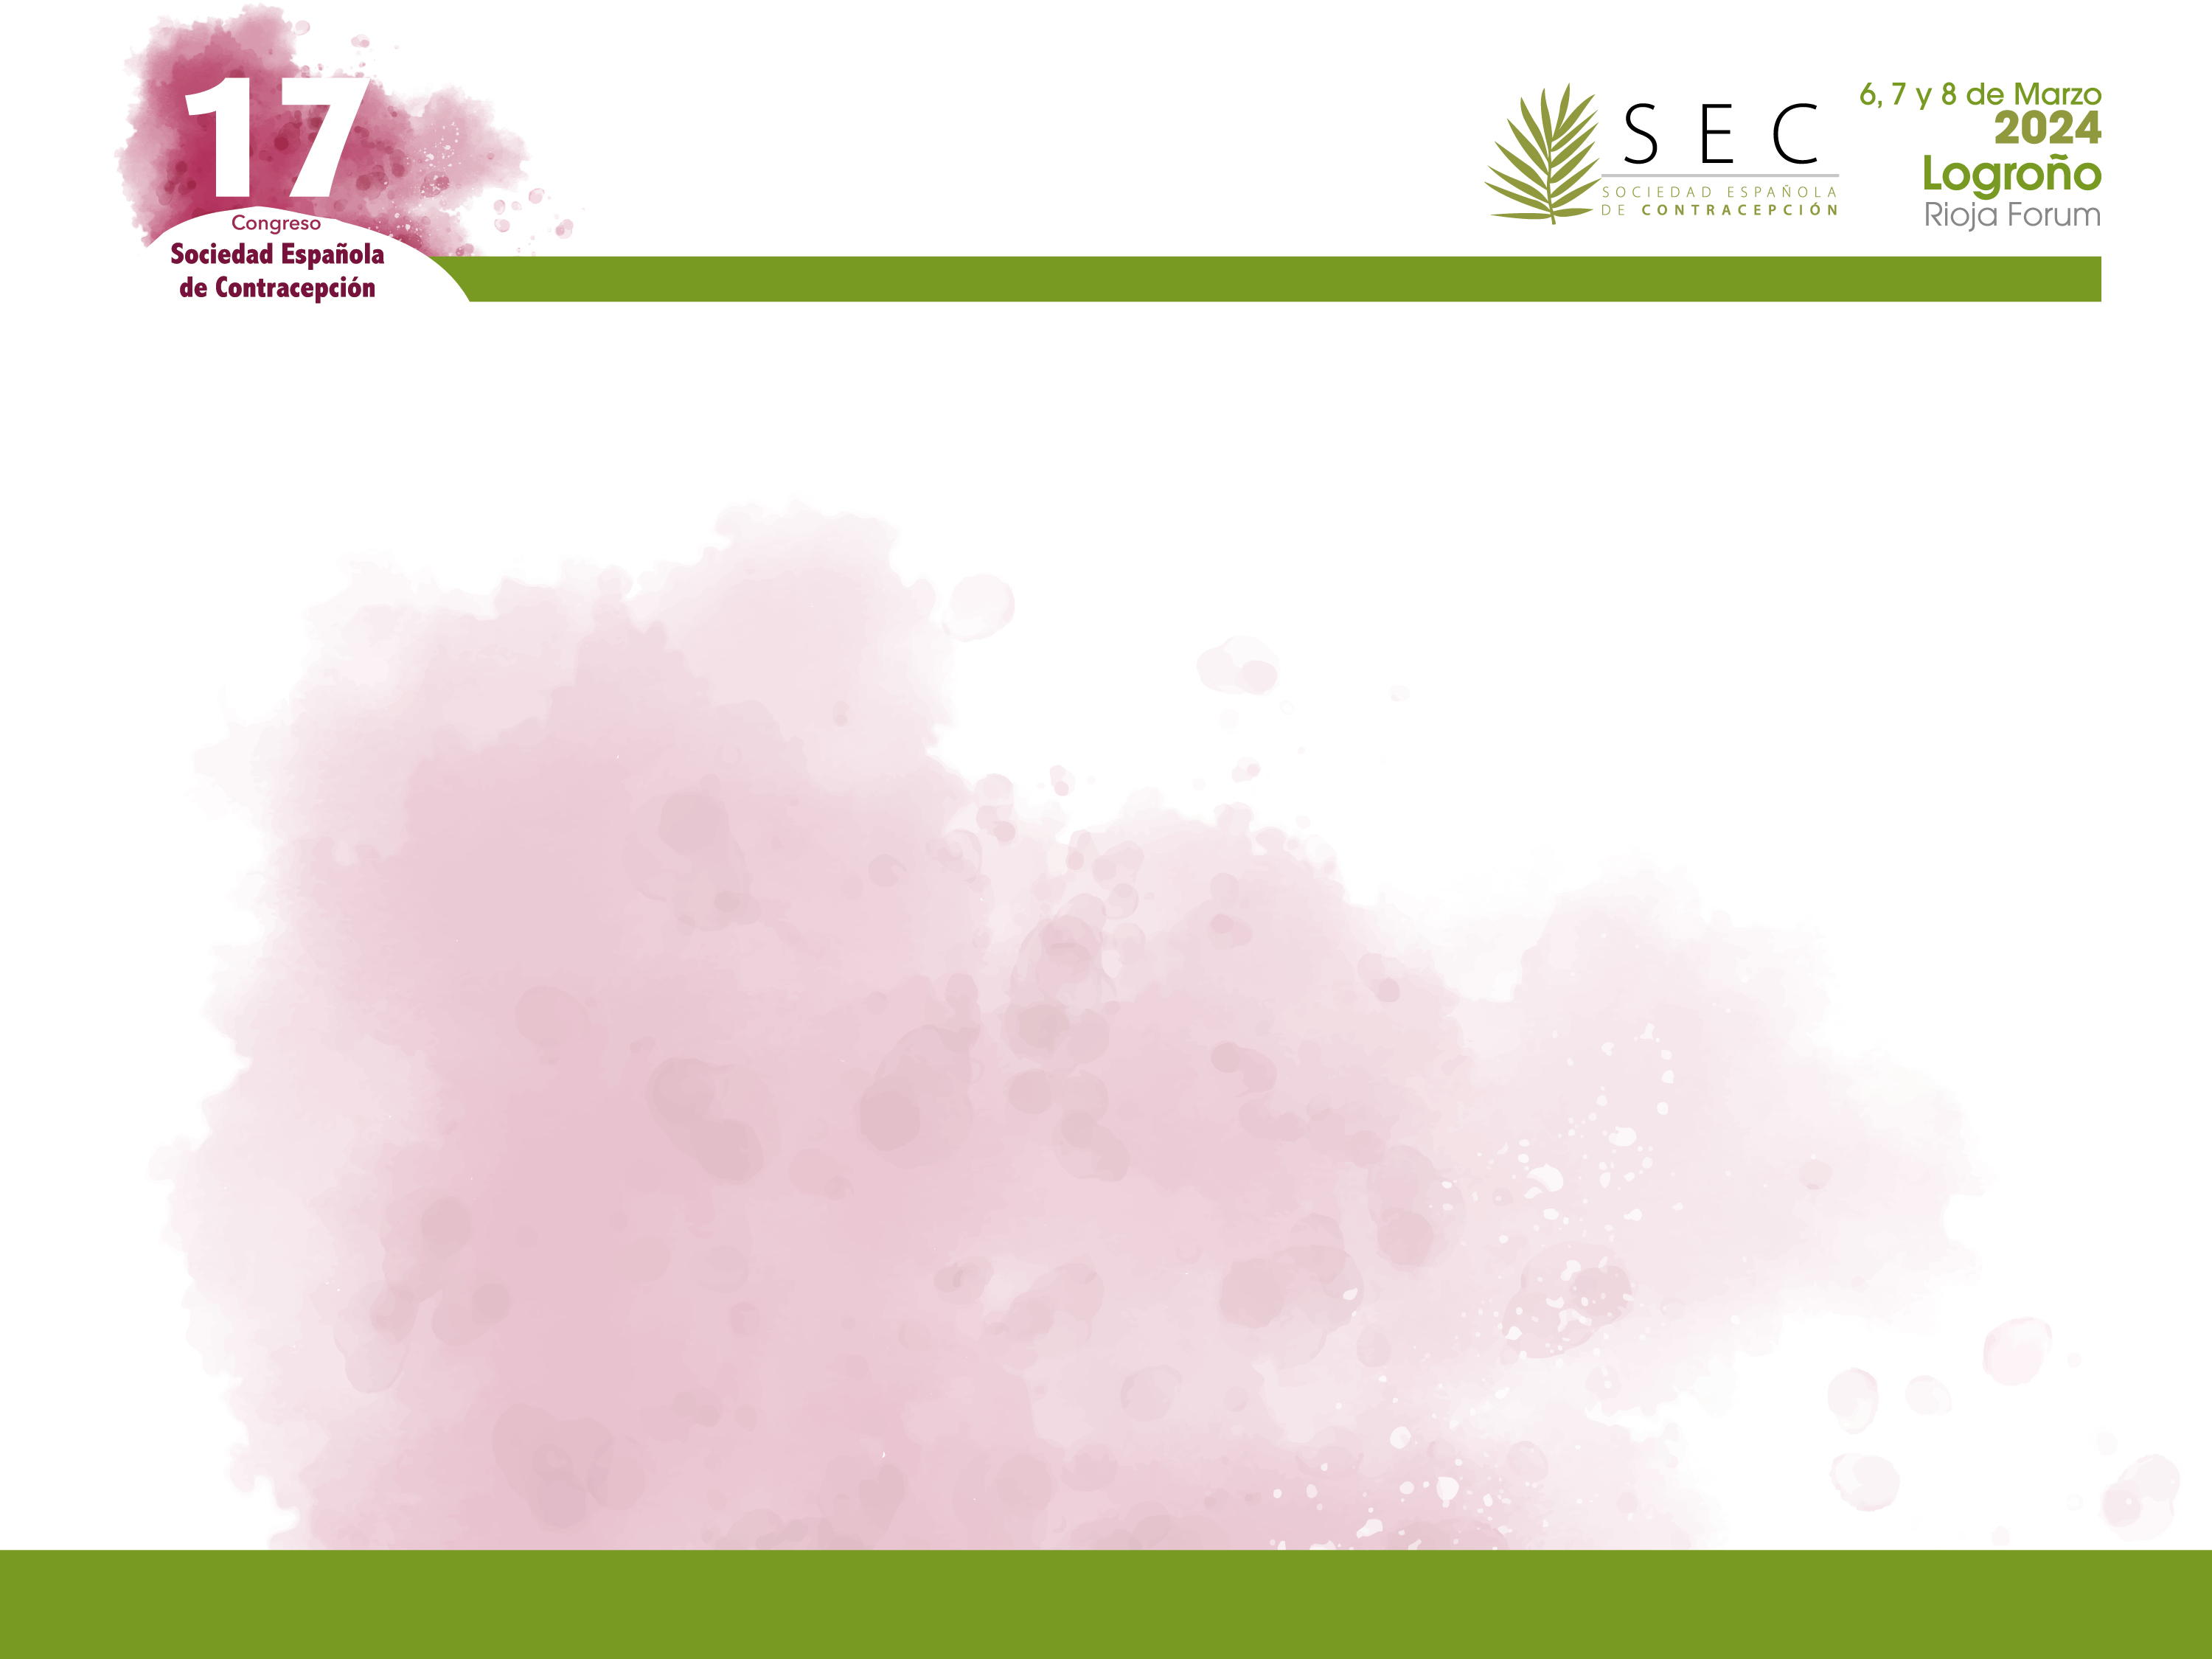 17
Congreso
Sociedad Española
de Contracepción
S E C
SOCIEDAD ESPAÑOLA
DE CONTRACEPCIÓN
6, 7 y 8 de Marzo
2024
Logroño
Rioja Forum